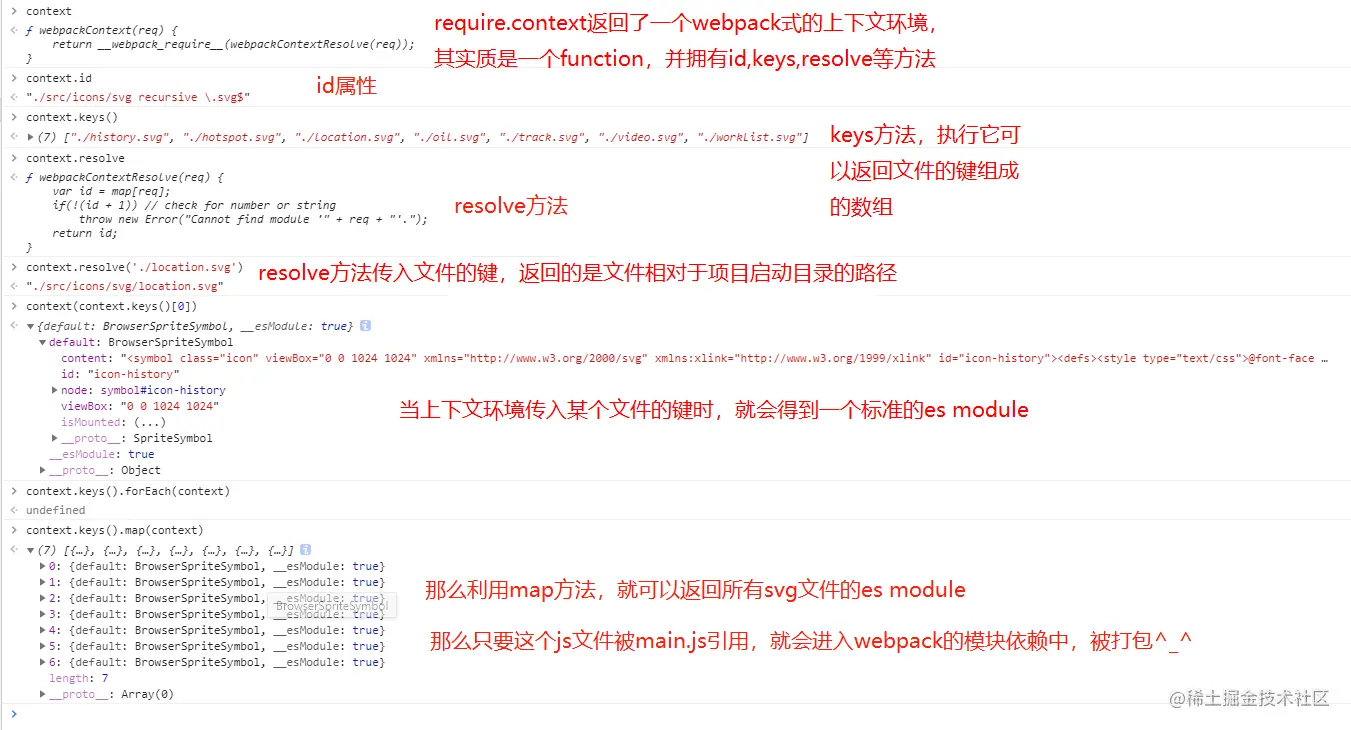 context
require.context返回了一个webpack式的上下文环境，
f webpackContext(req) {
return __webpack_require__(webpackContextResolve(req));
}
其实质是一个function，并拥有id,keys,resolve等方法
context.id
id属性
"./src/icons/svg recursive \.svg$"
context.keys()
(7) ["./history.svg", "./hotspot.svg", "./location.svg", "./oil.svg", "./track.svg", "./video.svg", "./workList.svg"]
keys方法，执行它可
以返回文件的键组成
的数组
context.resolve
f webpackContextResolve(req) {
var id = map[req];
if(!(id + 1)) // check for number or string
throw new Error("Cannot find module '" + req + "'.");
return id;
}
resolve方法
context.resolve('./location.svg')
resolve方法传入文件的键，返回的是文件相对于项目启动目录的路径
"./src/icons/svg/location.svg"
context(context.keys()[0])
{default: BrowserSpriteSymbol, __esModule: true} i
default: BrowserSpriteSymbol
content: "<symbol class="icon" viewBox="0 0 1024 1024" xmlns="http://www.w3.org/2000/svg" xmlns:xlink="http://www.w3.org/1999/xlink" id="icon-history"><defs><style type="text/css">@font-face …
id: "icon-history"
node: symbol#icon-history
viewBox: "0 0 1024 1024"
当上下文环境传入某个文件的键时，就会得到一个标准的es module
isMounted: (...)
__proto__: SpriteSymbol
__esModule: true
__proto__: Object
context.keys().forEach(context)
undefined
context.keys().map(context)
(7) [{…}, {…}, {…}, {…}, {…}, {…}, {…}] i
0: {default: BrowserSpriteSymbol, __esModule: true}
1: {default: BrowserSpriteSymbol, __esModule: true}
那么利用map方法，就可以返回所有svg文件的es module
2: {default: BrowserSpriteSymbol, __esModule: true}
BrowserSpriteSymbol
3: {default: BrowserSpriteSymbol, __esModule: true}
4: {default: BrowserSpriteSymbol, __esModule: true}
那么只要这个js文件被main.js引用，就会进入webpack的模块依赖中，被打包^_^
5: {default: BrowserSpriteSymbol, __esModule: true}
6: {default: BrowserSpriteSymbol, __esModule: true}
length: 7
__proto__: Array(0)
@稀土掘金技术社区